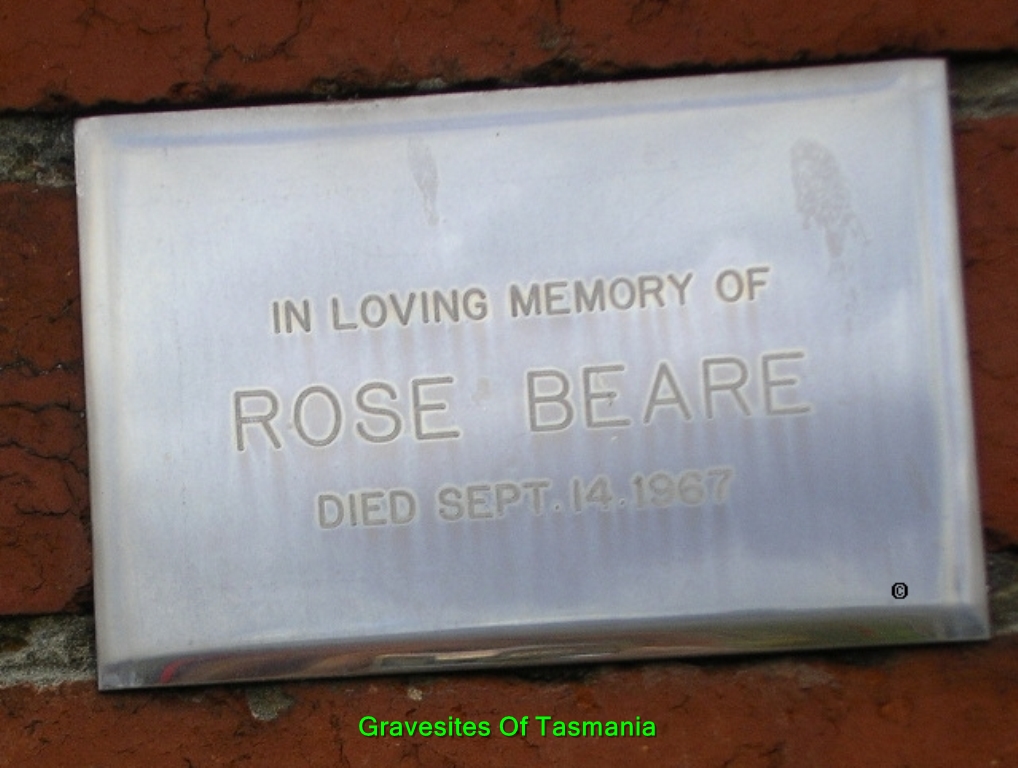 IN LOVING MEMORY OF
ROSE BEARE
DIED SEPT. 14. 1967
©
Gravesites Of Tasmania